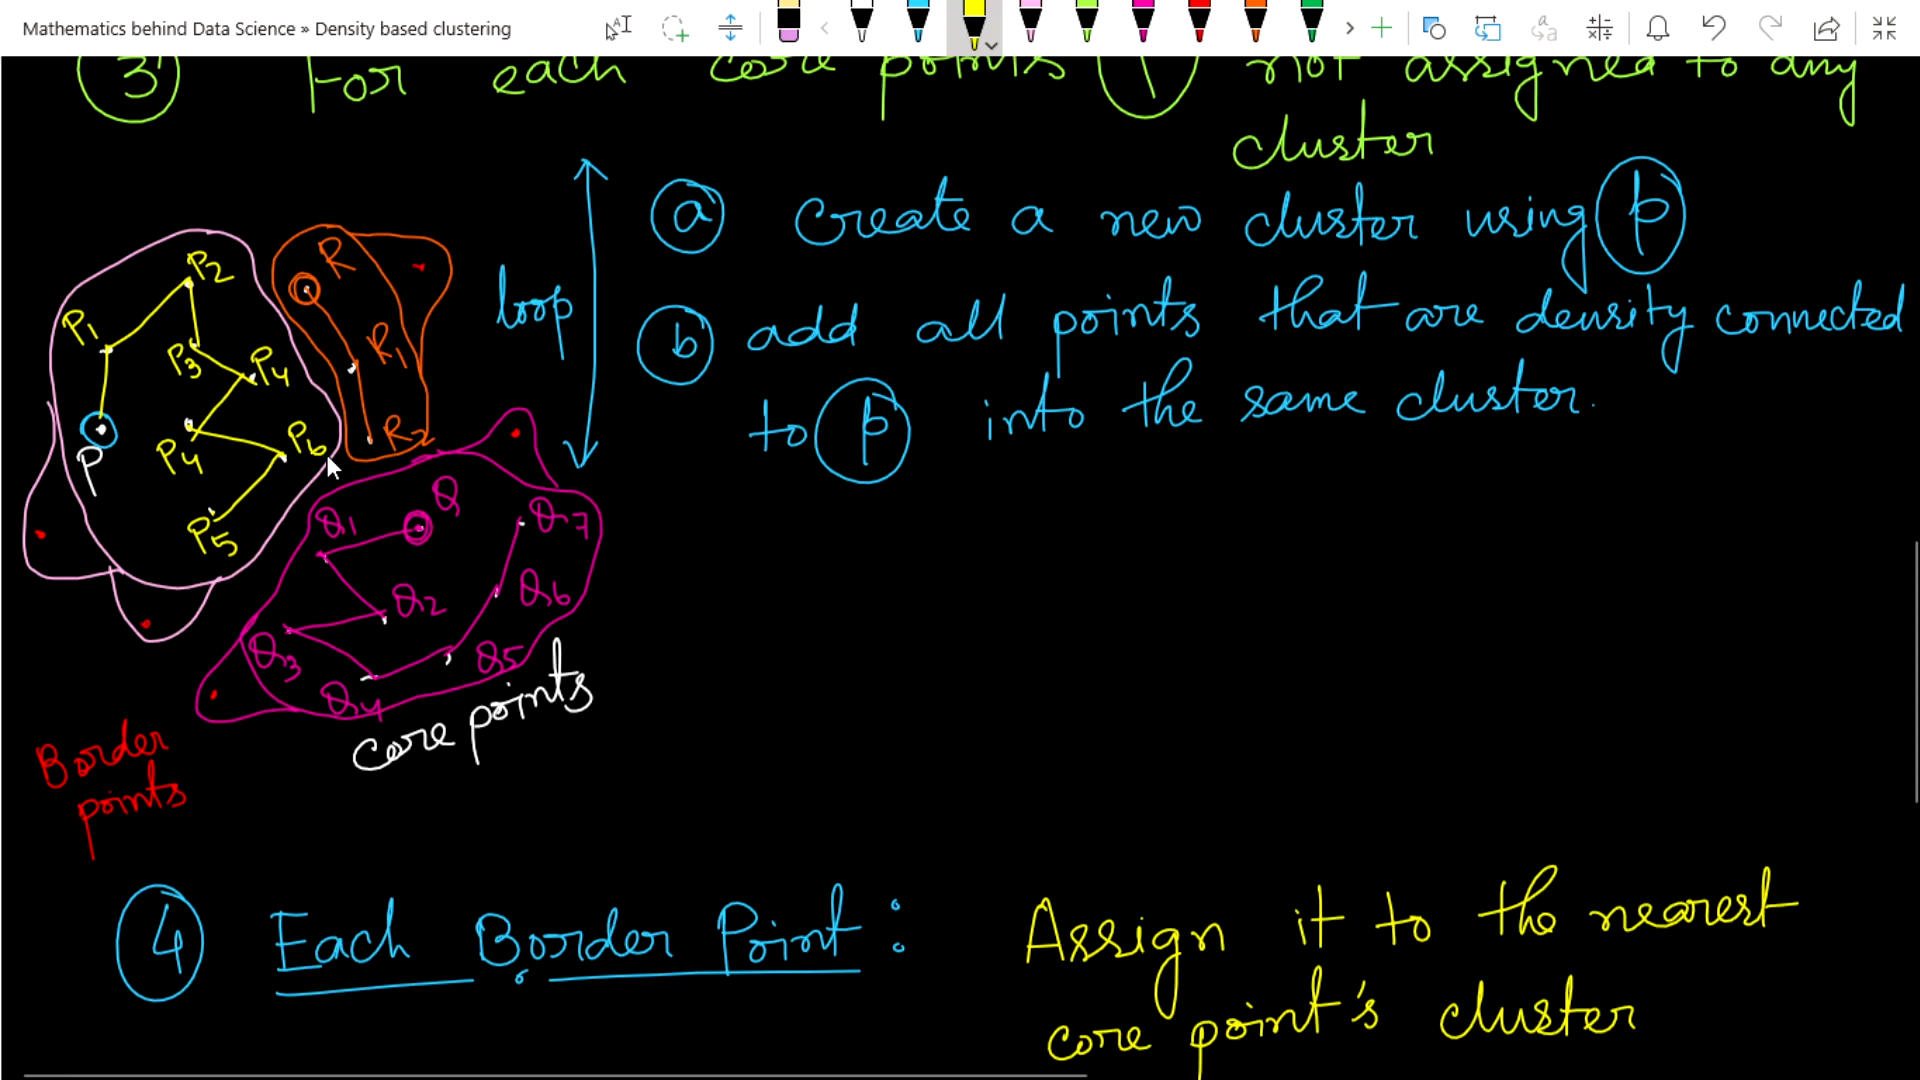 Mathematics behind Data Science » Density based clustering
3 For each core points P not assigned to any
cluster
a Create a new cluster using p
loop
b add all points that are density connected
to p into the same cluster.
P2
P1
P3
P4
P4
P6
P
P5
R
R1
R2
Q
Q1
Q7
Q2
Q6
Q3
Q5
Q4
core points
Border
points
4 Each Border Point : Assign it to the nearest
core point's cluster